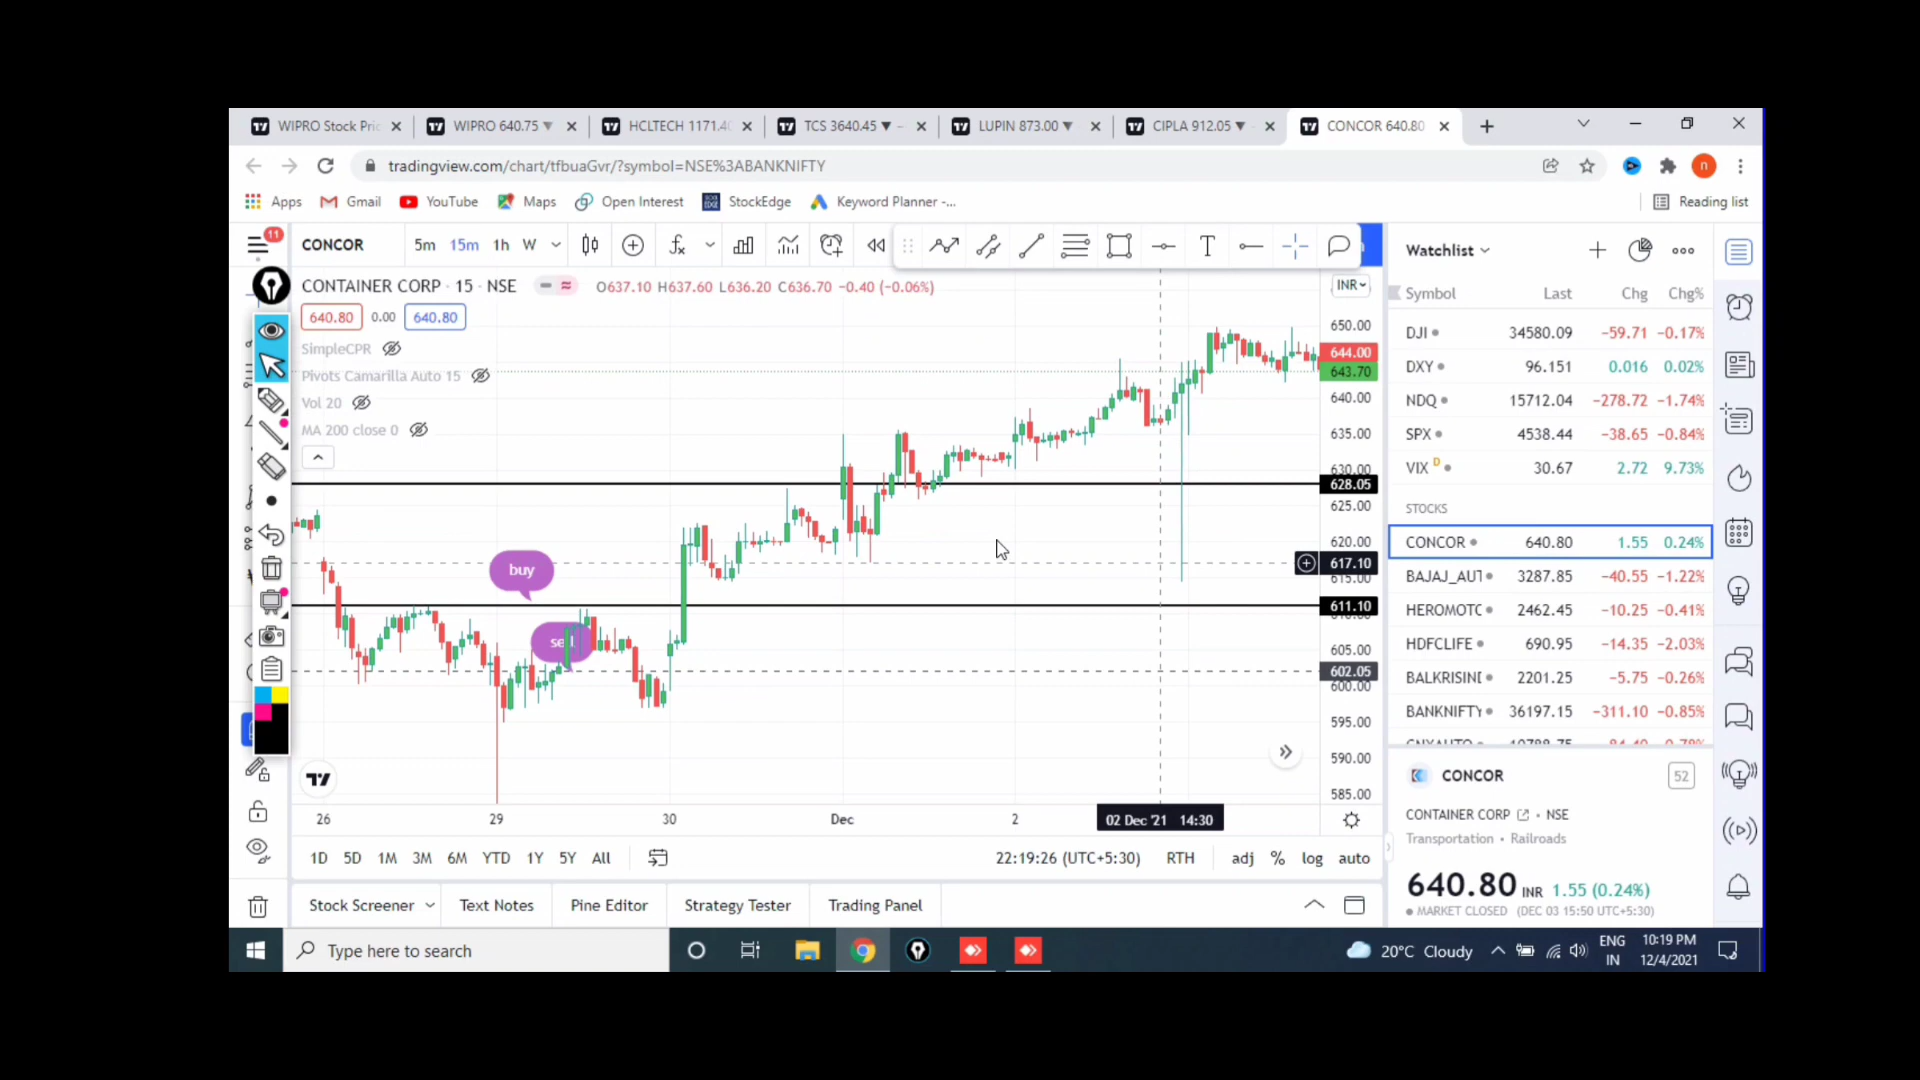 WIPRO Stock Pric
WIPRO 640.75 ▼
HCLTECH 1171.40
TCS 3640.45 ▼ −
LUPIN 873.00 ▼
CIPLA 912.05 ▼
CONCOR 640.80
tradingview.com/chart/tfbuaGvr/?symbol=NSE%3ABANKNIFTY
n
Apps
Gmail
YouTube
Maps
Open Interest
StockEdge
Keyword Planner -...
Reading list
11
CONCOR
5m 15m 1h W
CONTAINER CORP · 15 · NSE
O637.10 H637.60 L636.20 C636.70 −0.40 (−0.06%)
640.80 0.00 640.80
SimpleCPR
Pivots Camarilla Auto 15
Vol 20
MA 200 close 0
buy
sell
INR
650.00
644.00
643.70
640.00
635.00
630.00
628.05
625.00
620.00
617.10
615.00
611.10
605.00
602.05
600.00
595.00
590.00
585.00
26 29 30 Dec 2 02 Dec '21 14:30
1D 5D 1M 3M 6M YTD 1Y 5Y All
22:19:26 (UTC+5:30) RTH adj % log auto
Stock Screener Text Notes Pine Editor Strategy Tester Trading Panel
Watchlist
Symbol Last Chg Chg%
DJI 34580.09 −59.71 −0.17%
DXY 96.151 0.016 0.02%
NDQ 15712.04 −278.72 −1.74%
SPX 4538.44 −38.65 −0.84%
VIX D 30.67 2.72 9.73%
STOCKS
CONCOR 640.80 1.55 0.24%
BAJAJ_AUT 3287.85 −40.55 −1.22%
HEROMOTC 2462.45 −10.25 −0.41%
HDFCLIFE 690.95 −14.35 −2.03%
BALKRISIND 2201.25 −5.75 −0.26%
BANKNIFTY 36197.15 −311.10 −0.85%
CONCOR
52
CONTAINER CORP · NSE
Transportation • Railroads
640.80 INR 1.55 (0.24%)
MARKET CLOSED (DEC 03 15:50 UTC+5:30)
Type here to search
20°C Cloudy
ENG
IN
10:19 PM
12/4/2021